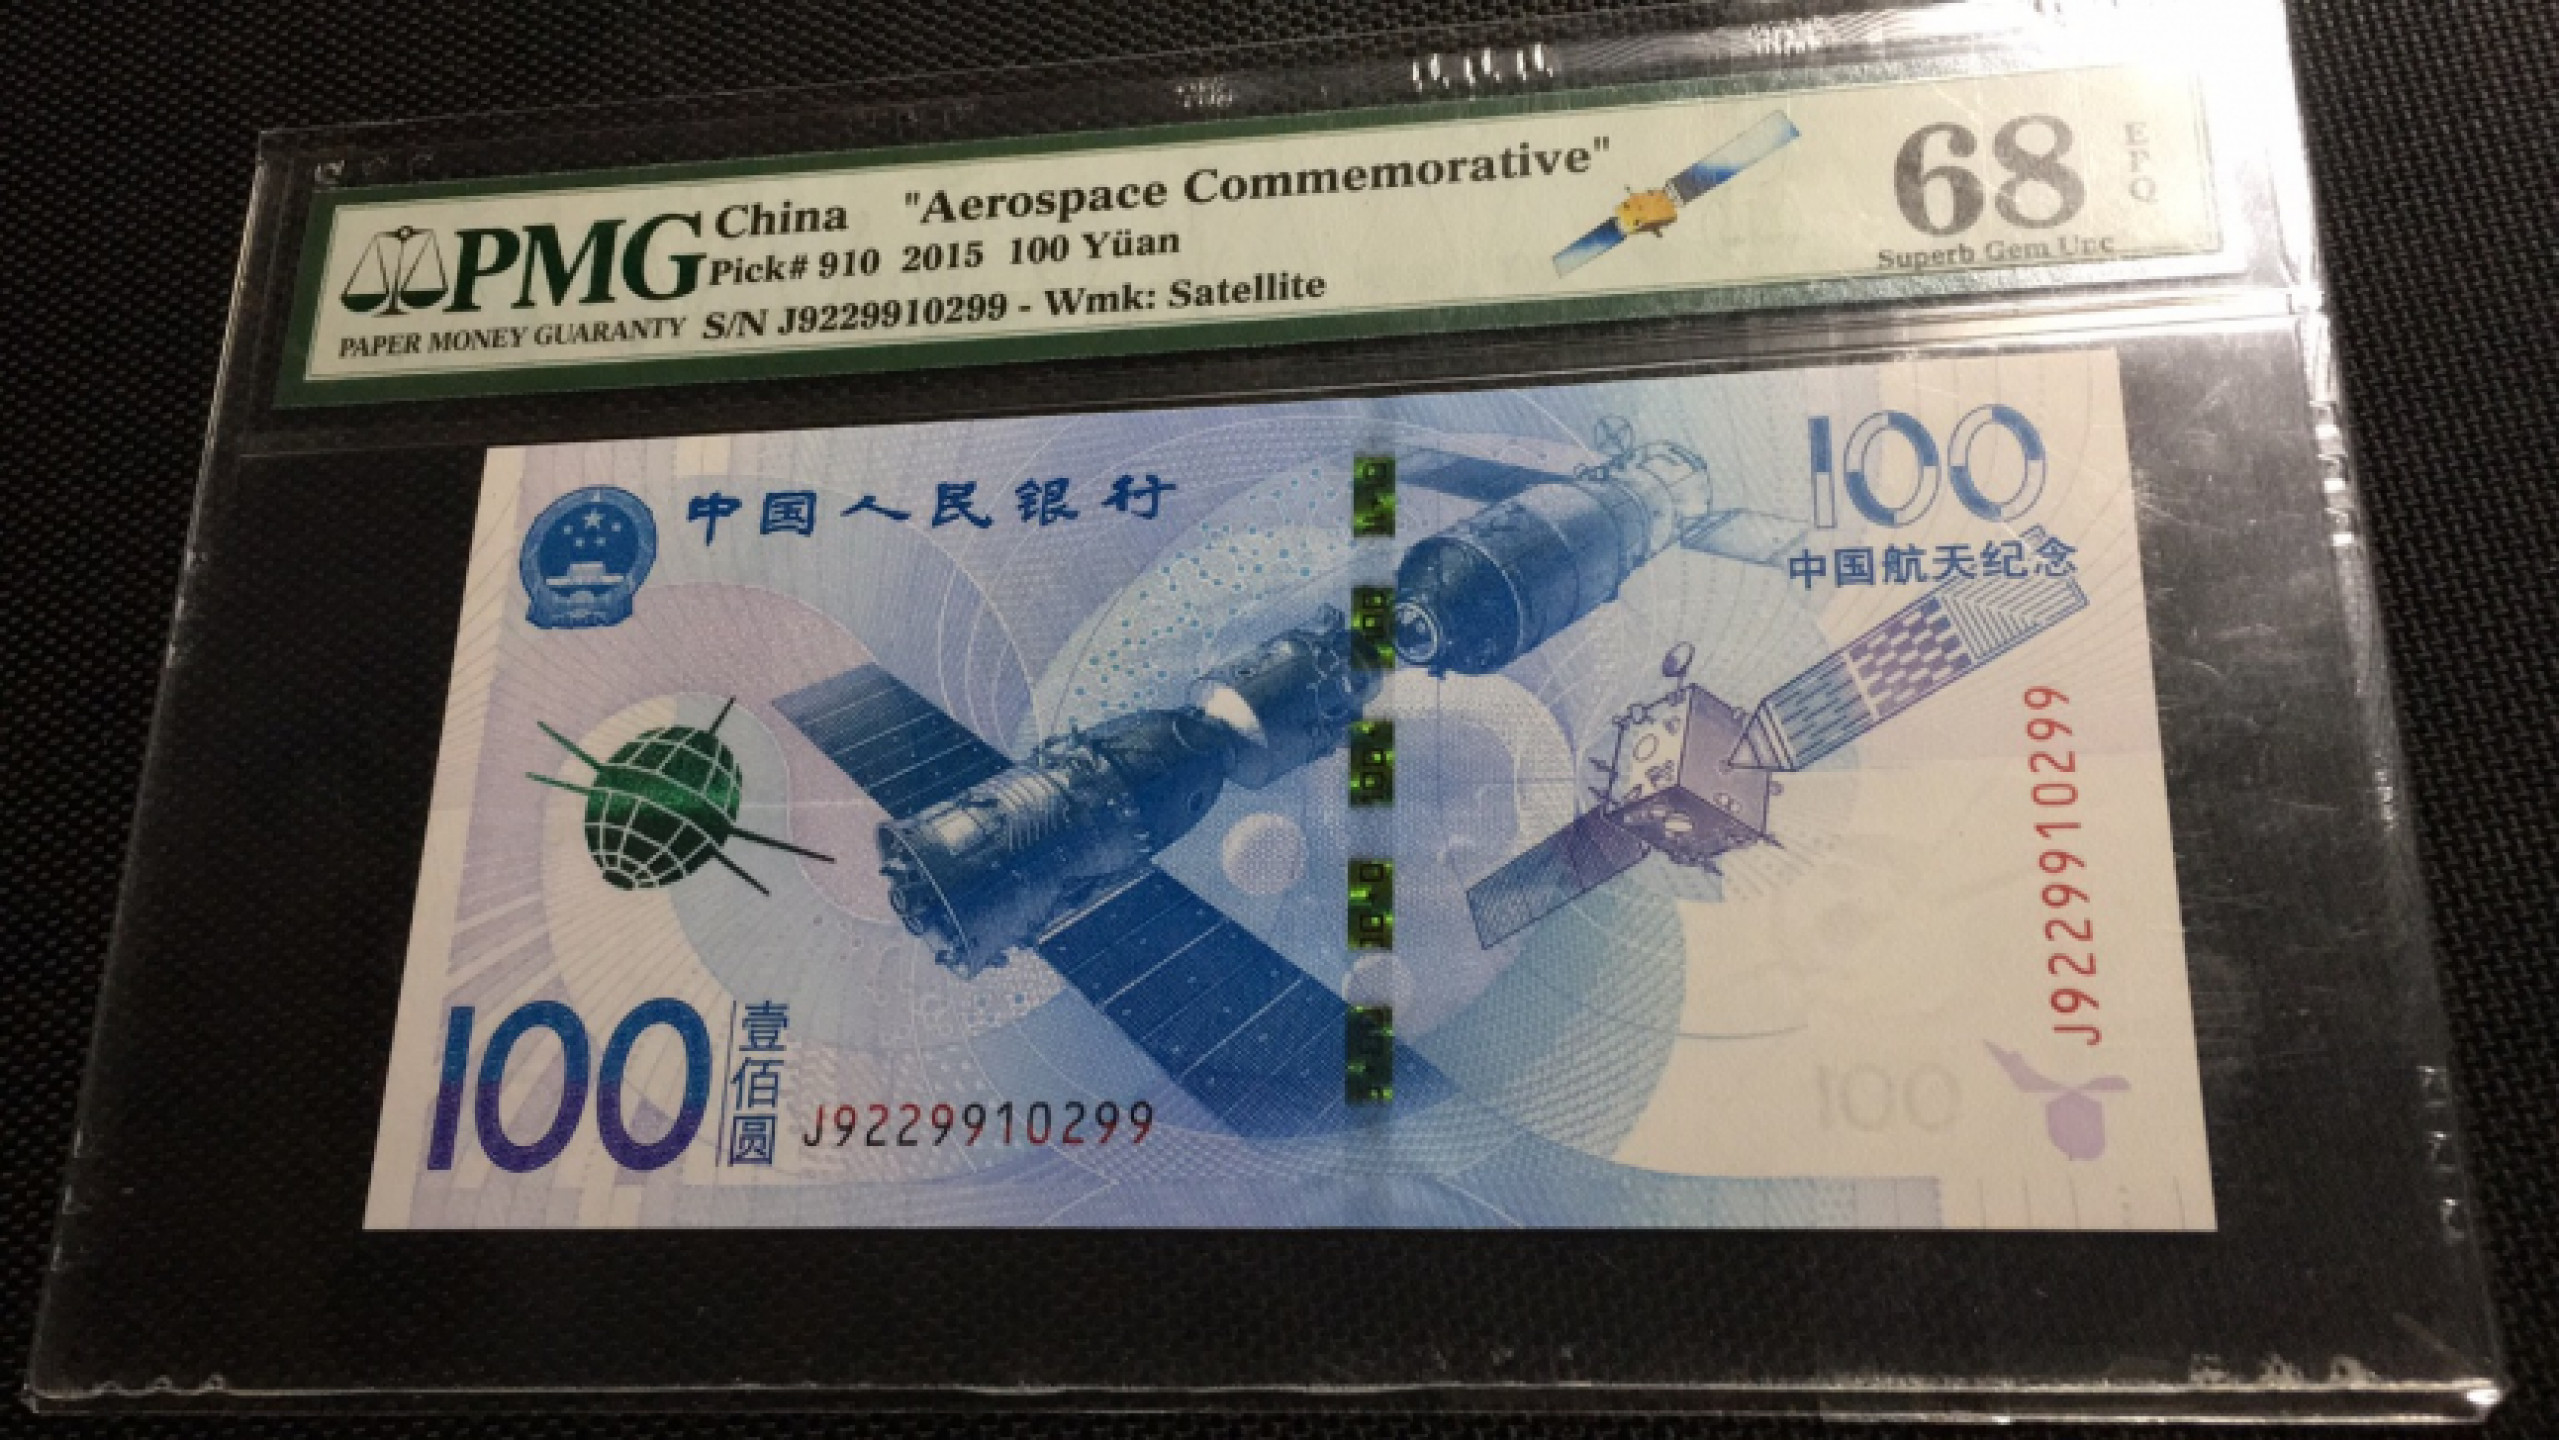 PMG
PAPER MONEY GUARANTY
China "Aerospace Commemorative"
Pick# 910 2015 100 Yüan
S/N J9229910299 - Wmk: Satellite
68
EPQ
Superb Gem Unc
中国人民银行
100
中国航天纪念
J9229910299
100
壹佰圆
J9229910299
100